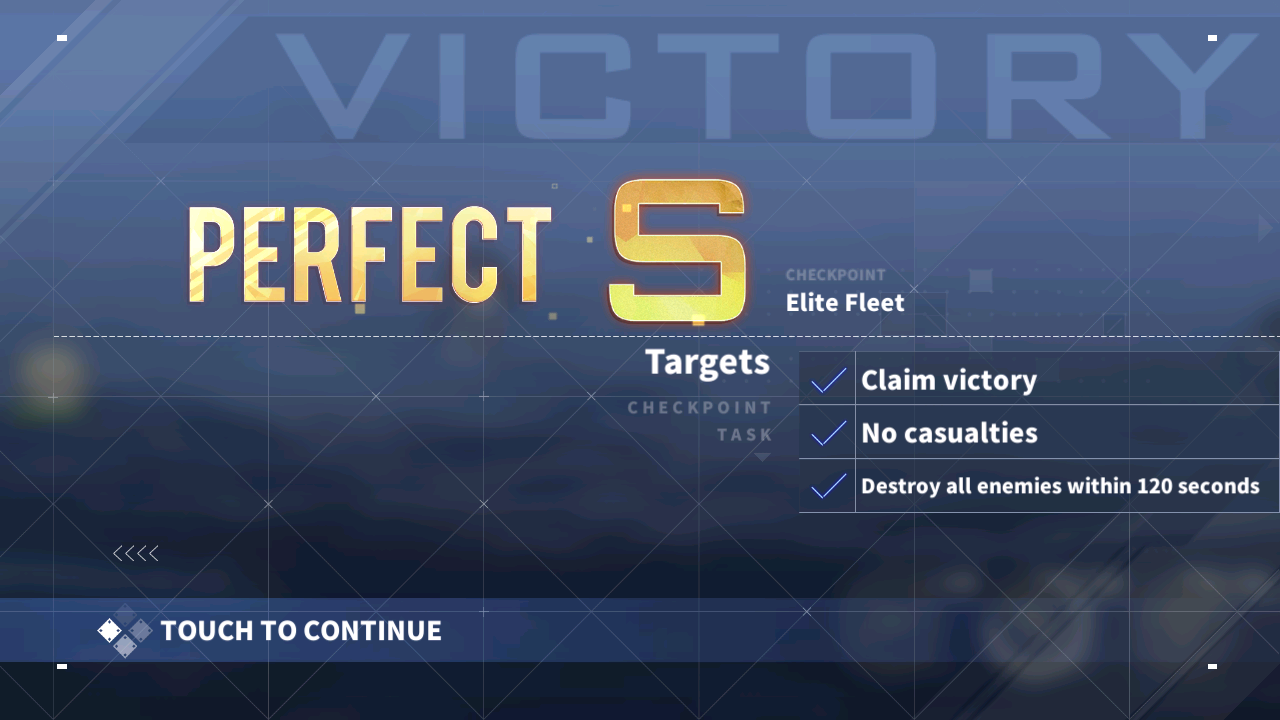 VICTORY
PERFECT S
CHECKPOINT
Elite Fleet
Targets
CHECKPOINT
TASK
Claim victory
No casualties
Destroy all enemies within 120 seconds
TOUCH TO CONTINUE